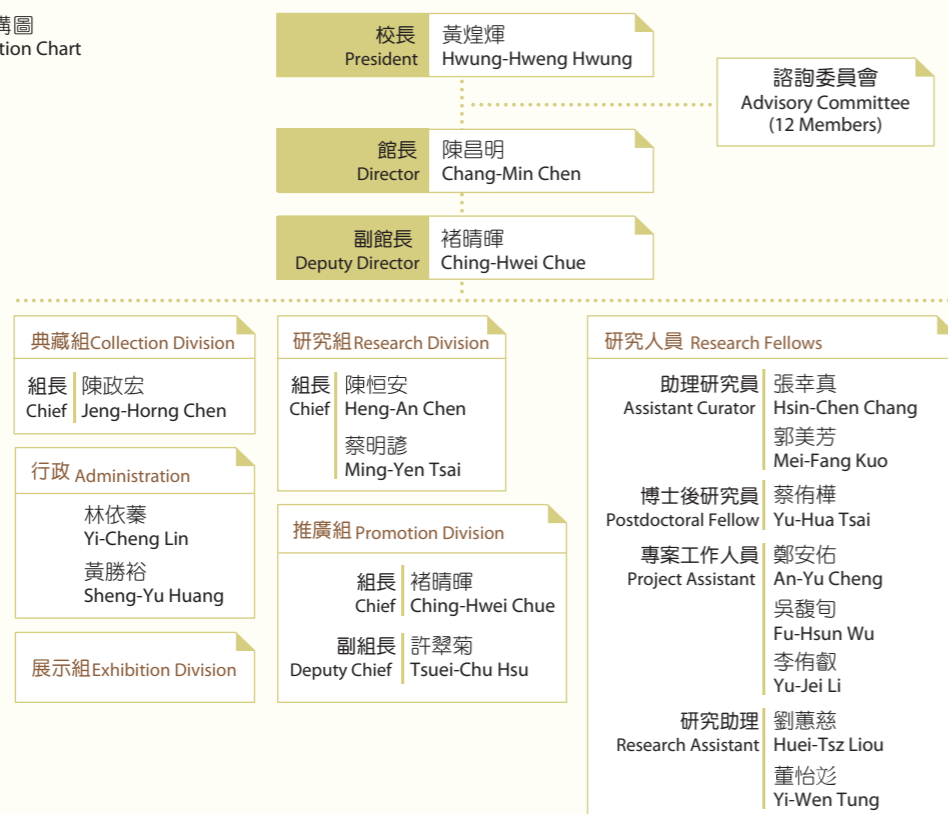 構圖
tion Chart
校長 黃煌煇
President Hwung-Hweng Hwung
諮詢委員會
Advisory Committee
(12 Members)
館長 陳昌明
Director Chang-Min Chen
副館長 褚晴暉
Deputy Director Ching-Hwei Chue
典藏組Collection Division
組長 陳政宏
Chief Jeng-Horng Chen
行政 Administration
林依蓁
Yi-Cheng Lin
黃勝裕
Sheng-Yu Huang
展示組Exhibition Division
研究組Research Division
組長 陳恒安
Chief Heng-An Chen
蔡明諺
Ming-Yen Tsai
推廣組Promotion Division
組長 褚晴暉
Chief Ching-Hwei Chue
副組長 許翠菊
Deputy Chief Tsuei-Chu Hsu
研究人員 Research Fellows
助理研究員 張幸真
Assistant Curator Hsin-Chen Chang
郭美芳
Mei-Fang Kuo
博士後研究員 蔡侑樺
Postdoctoral Fellow Yu-Hua Tsai
專案工作人員 鄭安佑
Project Assistant An-Yu Cheng
吳馥旬
Fu-Hsun Wu
李侑叡
Yu-Jei Li
研究助理 劉蕙慈
Research Assistant Huei-Tsz Liou
董怡彣
Yi-Wen Tung